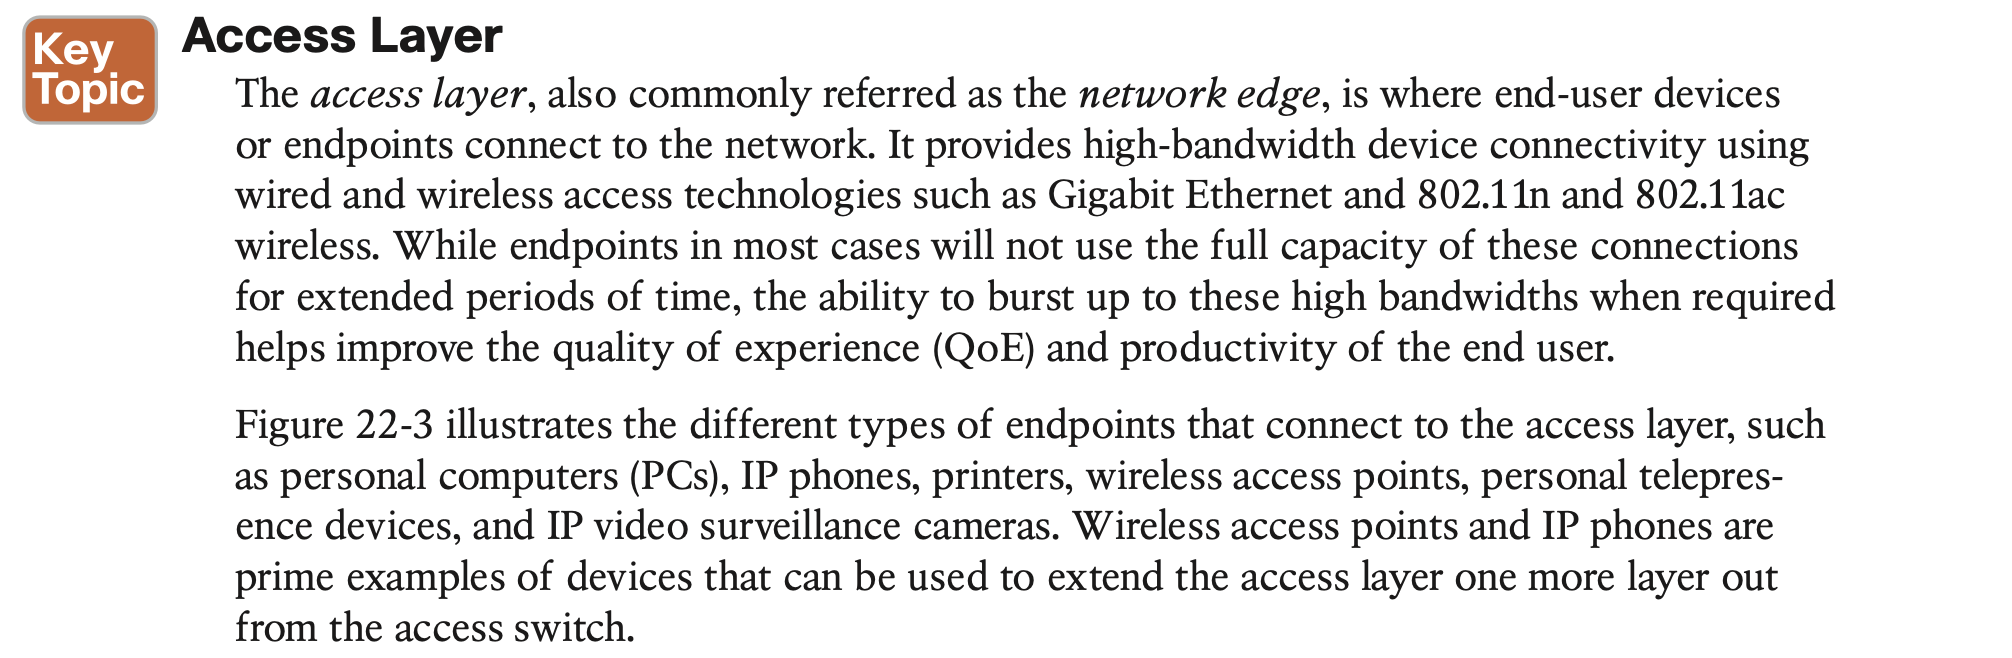 Key
Topic
Access Layer
The access layer, also commonly referred as the network edge, is where end-user devices
or endpoints connect to the network. It provides high-bandwidth device connectivity using
wired and wireless access technologies such as Gigabit Ethernet and 802.11n and 802.11ac
wireless. While endpoints in most cases will not use the full capacity of these connections
for extended periods of time, the ability to burst up to these high bandwidths when required
helps improve the quality of experience (QoE) and productivity of the end user.
Figure 22-3 illustrates the different types of endpoints that connect to the access layer, such
as personal computers (PCs), IP phones, printers, wireless access points, personal telepres-
ence devices, and IP video surveillance cameras. Wireless access points and IP phones are
prime examples of devices that can be used to extend the access layer one more layer out
from the access switch.